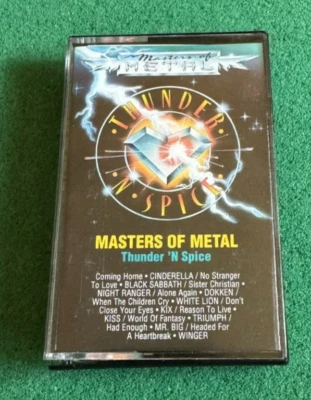 Masters of
METAL
THUNDER
'N SPICE
MASTERS OF METAL
Thunder 'N Spice
Coming Home • CINDERELLA / No Stranger
To Love • BLACK SABBATH / Sister Christian •
NIGHT RANGER / Alone Again • DOKKEN /
When The Children Cry • WHITE LION / Don't
Close Your Eyes • KIX / Reason To Live •
KISS / World Of Fantasy • TRIUMPH /
Had Enough • MR. BIG / Headed For
A Heartbreak • WINGER